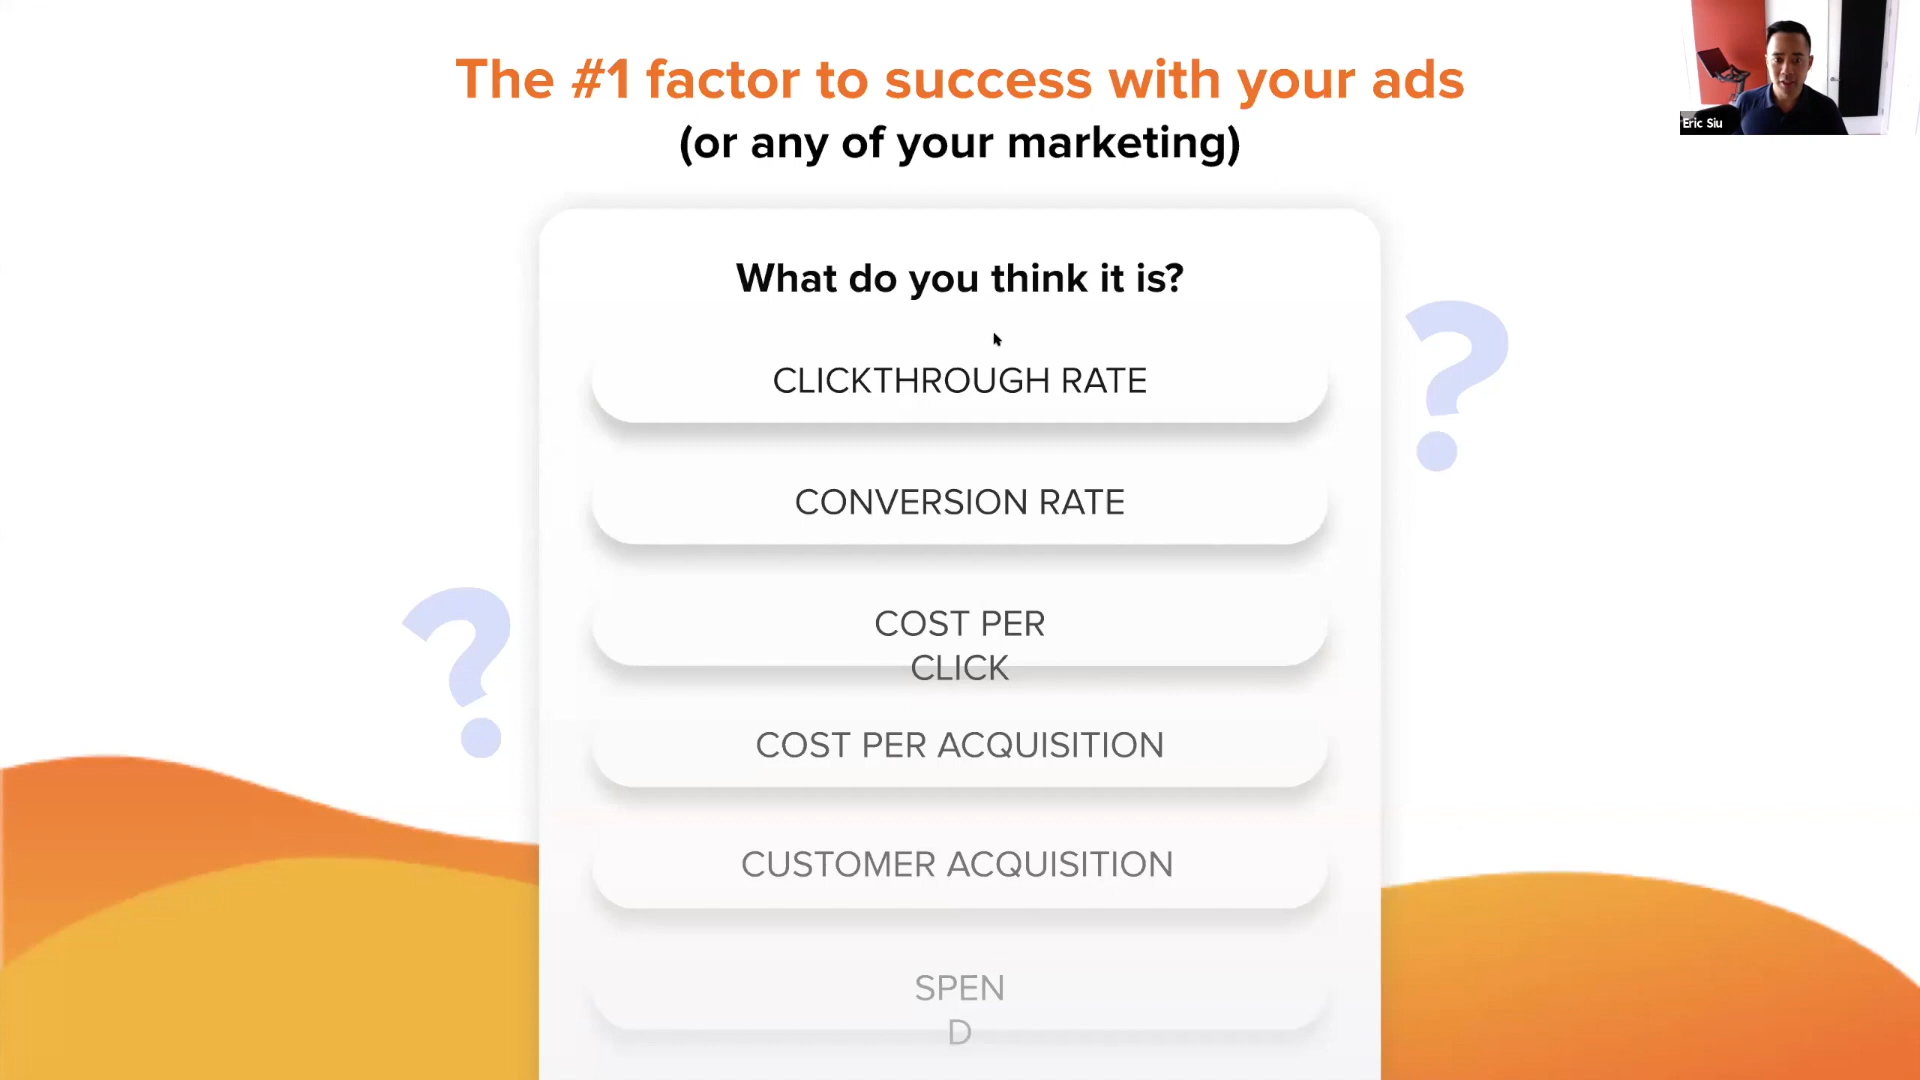 The #1 factor to success with your ads
(or any of your marketing)
Eric Siu
What do you think it is?
CLICKTHROUGH RATE
CONVERSION RATE
COST PER
CLICK
COST PER ACQUISITION
CUSTOMER ACQUISITION
SPEN
D
?
?